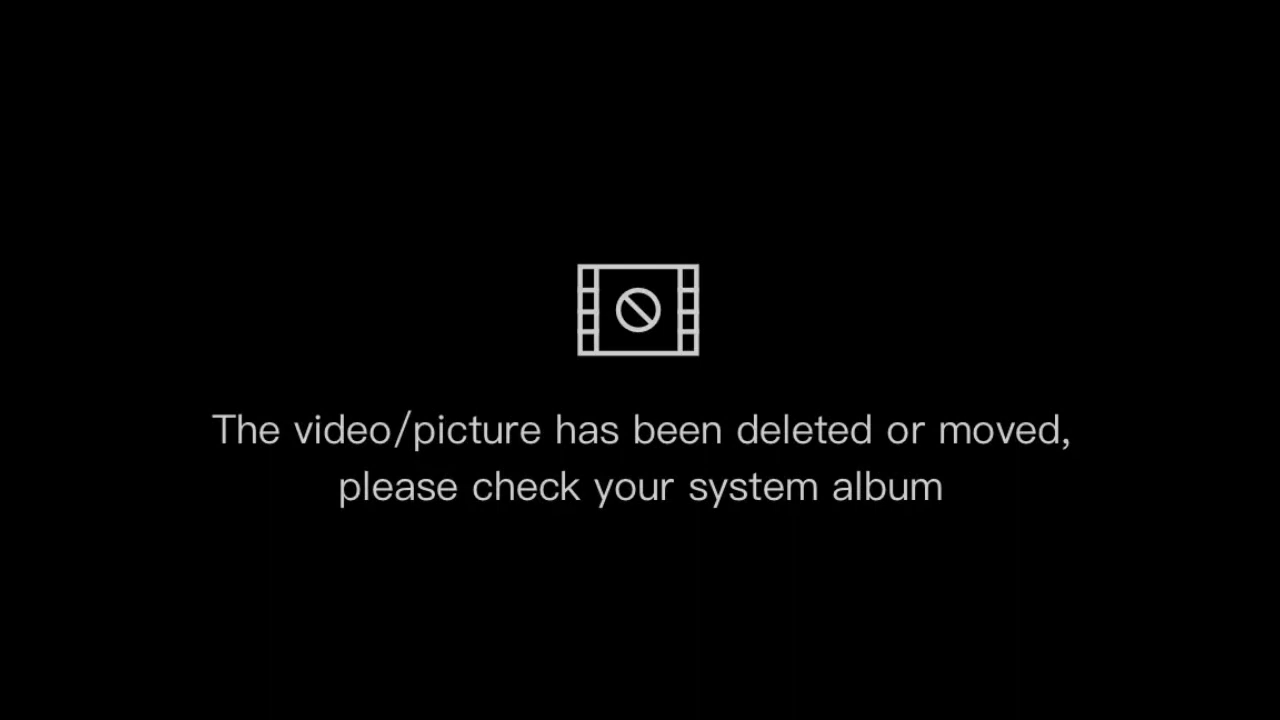 The video/picture has been deleted or moved,
please check your system album